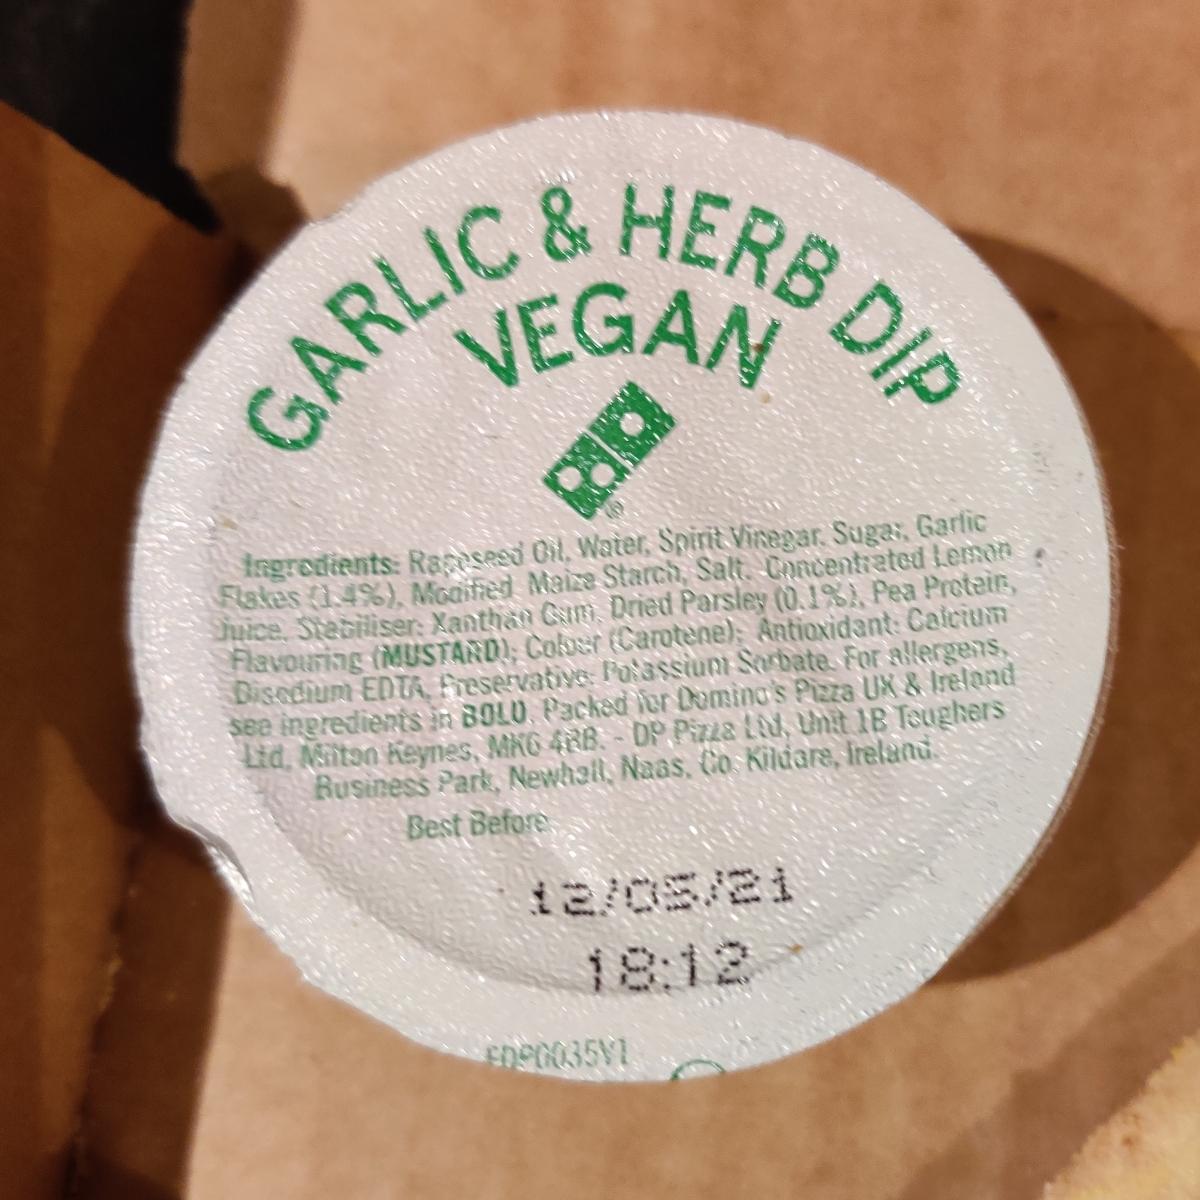 GARLIC & HERB DIP
VEGAN
®
Ingredients: Rapeseed Oil, Water, Spirit Vinegar, Sugar, Garlic
Flakes (1.4%), Modified Maize Starch, Salt, Concentrated Lemon
Juice, Stabiliser: Xanthan Gum, Dried Parsley (0.1%), Pea Protein,
Flavouring (MUSTARD); Colour (Carotene); Antioxidant: Calcium
Disodium EDTA, Preservative: Potassium Sorbate. For allergens,
see ingredients in BOLD. Packed for Domino's Pizza UK & Ireland
Ltd, Milton Keynes, MK6 4BB. - DP Pizza Ltd, Unit 1B Toughers
Business Park, Newhall, Naas, Co. Kildare, Ireland.
Best Before
12/05/21
18:12
FDP0035V1